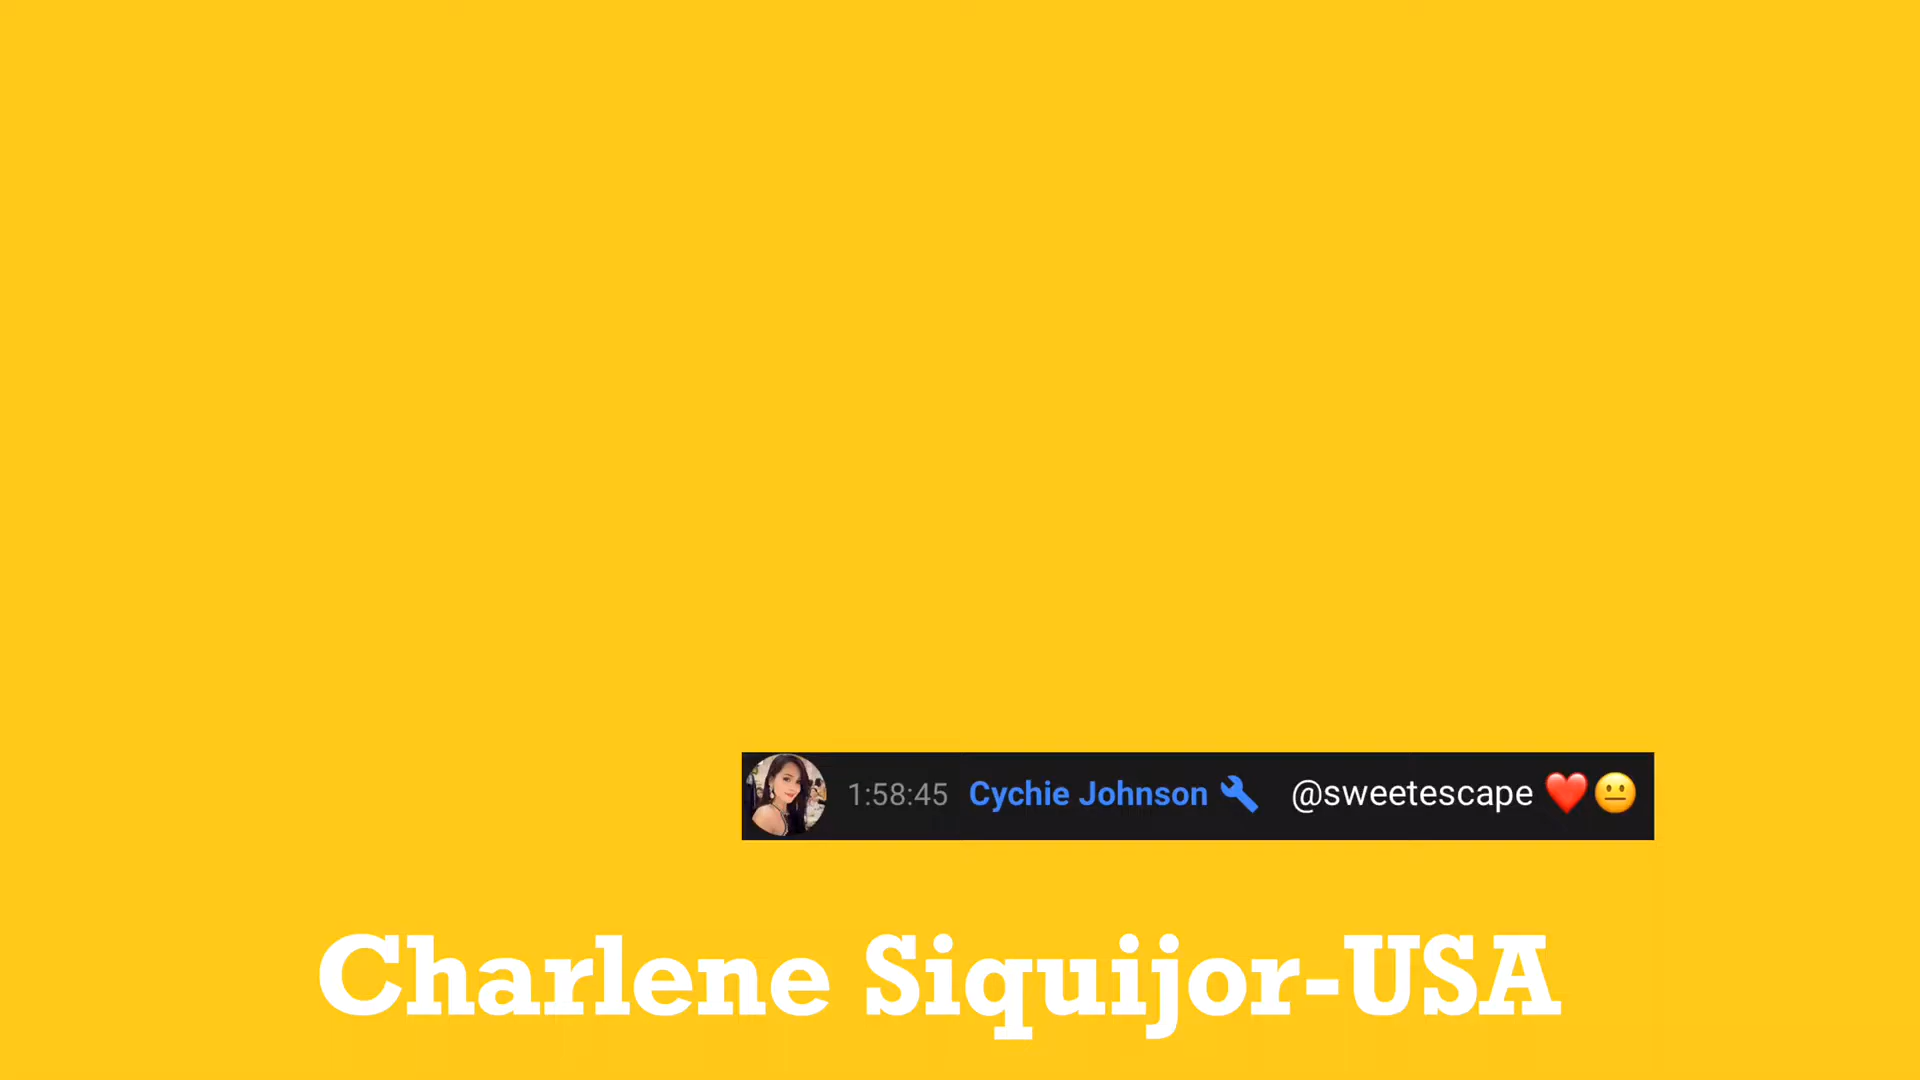 1:58:45 Cychie Johnson @sweetescape ❤️😐
Charlene Siquijor-USA